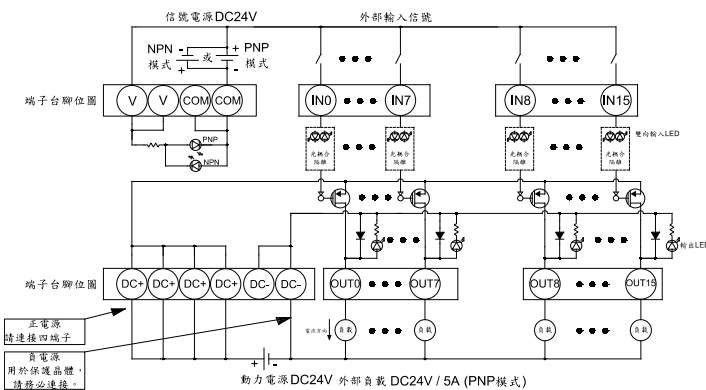 信號電源DC24V
外部輸入信號
NPN - + PNP
模式 或 模式
+ -
端子台腳位圖
V V COM COM
IN0 IN7 IN8 IN15
PNP
NPN
光耦合
隔離
光耦合
隔離
光耦合
隔離
光耦合
隔離
雙向輸入LED
輸出LED
端子台腳位圖
DC+ DC+ DC+ DC+ DC- DC-
OUT0 OUT7 OUT8 OUT15
正電源
請連接四端子
電流方向
負載 負載 負載 負載
負電源
用於保護晶體，
請務必連接。
+ -
動力電源DC24V 外部負載 DC24V / 5A (PNP模式)